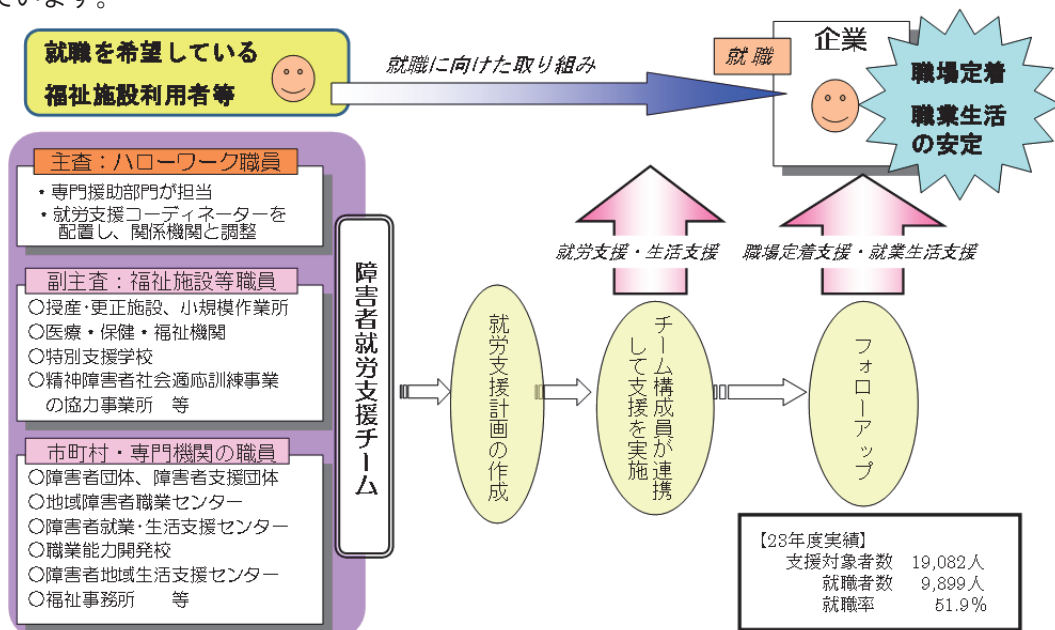 ています。
就職を希望している
福祉施設利用者等
就職に向けた取り組み
就職
企業
職場定着
職業生活
の安定
主査：ハローワーク職員
・専門援助部門が担当
・就労支援コーディネーターを
配置し、関係機関と調整
副主査：福祉施設等職員
○授産・更正施設、小規模作業所
○医療・保健・福祉機関
○特別支援学校
○精神障害者社会適応訓練事業
の協力事業所　等
市町村・専門機関の職員
○障害者団体、障害者支援団体
○地域障害者職業センター
○障害者就業・生活支援センター
○職業能力開発校
○障害者地域生活支援センター
○福祉事務所　等
障害者就労支援チーム
就労支援計画の作成
チーム構成員が連携
して支援を実施
フォローアップ
就労支援・生活支援
職場定着支援・就業生活支援
【23年度実績】
支援対象者数　19,082人
就職者数　9,899人
就職率　51.9％